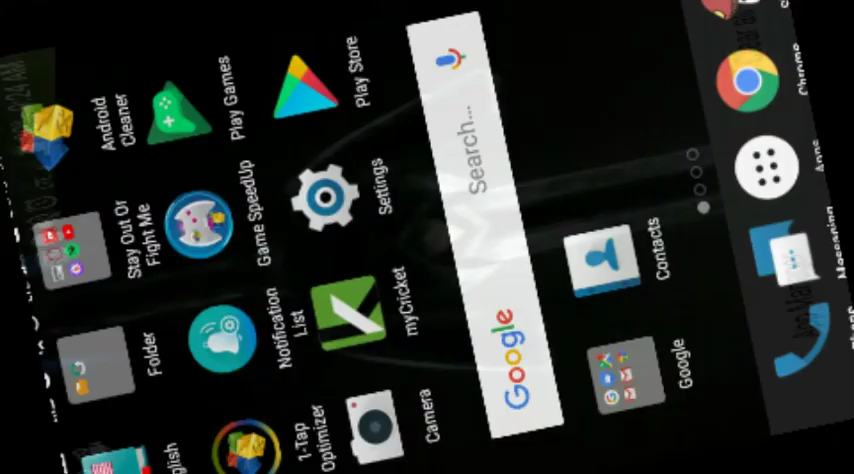 Folder
Stay Out Or
Fight Me
Android
Cleaner
Notification
List
Game SpeedUp
Play Games
1-Tap
Optimizer
Camera
myCricket
Settings
Play Store
Google
Search...
Google
Contacts
Messaging
Apps
Chrome